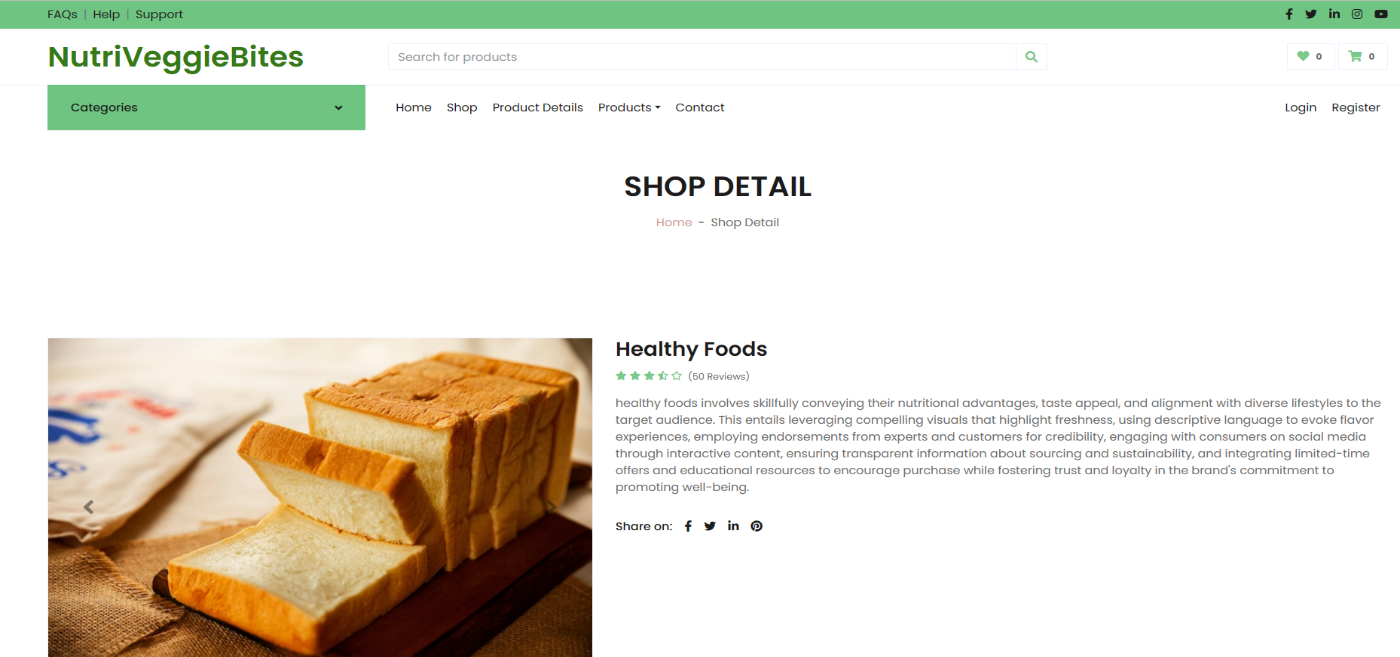 FAQs | Help | Support
NutriVeggieBites
Search for products
0
0
Categories
Home Shop Product Details Products Contact
Login Register
SHOP DETAIL
Home - Shop Detail
Healthy Foods
(50 Reviews)
healthy foods involves skillfully conveying their nutritional advantages, taste appeal, and alignment with diverse lifestyles to the
target audience. This entails leveraging compelling visuals that highlight freshness, using descriptive language to evoke flavor
experiences, employing endorsements from experts and customers for credibility, engaging with consumers on social media
through interactive content, ensuring transparent information about sourcing and sustainability, and integrating limited-time
offers and educational resources to encourage purchase while fostering trust and loyalty in the brand's commitment to
promoting well-being.
Share on: